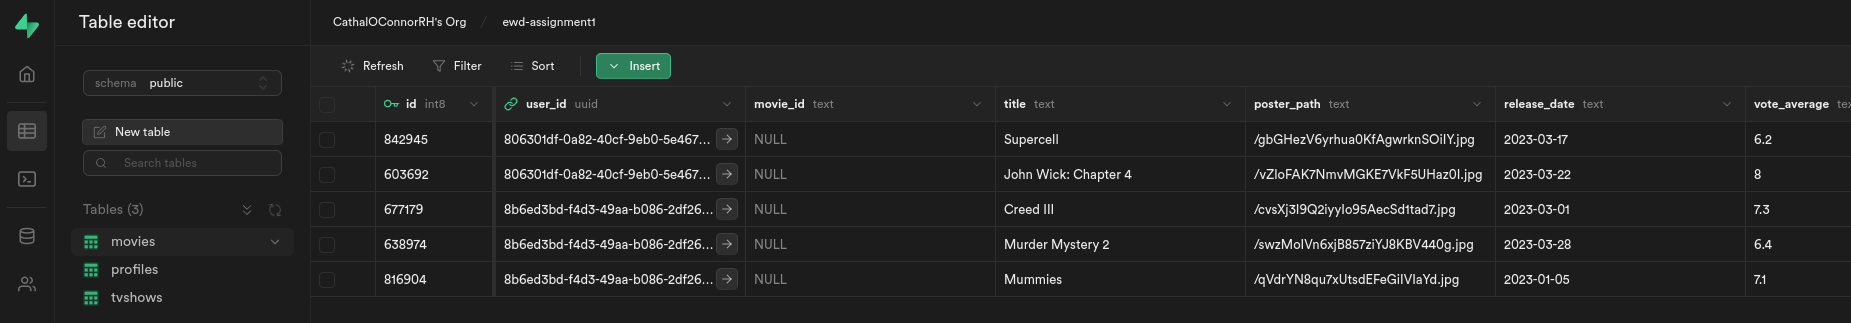 Table editor
CathalOConnorRH's Org / ewd-assignment1
schema public
New table
Search tables
Tables (3)
movies
profiles
tvshows
Refresh Filter Sort Insert
id int8 user_id uuid movie_id text title text poster_path text release_date text vote_average
842945 806301df-0a82-40cf-9eb0-5e467... NULL Supercell /gbGHezV6yrhua0KfAgwrknSOiIY.jpg 2023-03-17 6.2
603692 806301df-0a82-40cf-9eb0-5e467... NULL John Wick: Chapter 4 /vZloFAK7NmvMGKE7VkF5UHaz0I.jpg 2023-03-22 8
677179 8b6ed3bd-f4d3-49aa-b086-2df26... NULL Creed III /cvsXj3I9Q2iyyIo95AecSd1tad7.jpg 2023-03-01 7.3
638974 8b6ed3bd-f4d3-49aa-b086-2df26... NULL Murder Mystery 2 /swzMoIVn6xjB857ziYJ8KBV440g.jpg 2023-03-28 6.4
816904 8b6ed3bd-f4d3-49aa-b086-2df26... NULL Mummies /qVdrYN8qu7xUtsdEFeGiIVIaYd.jpg 2023-01-05 7.1